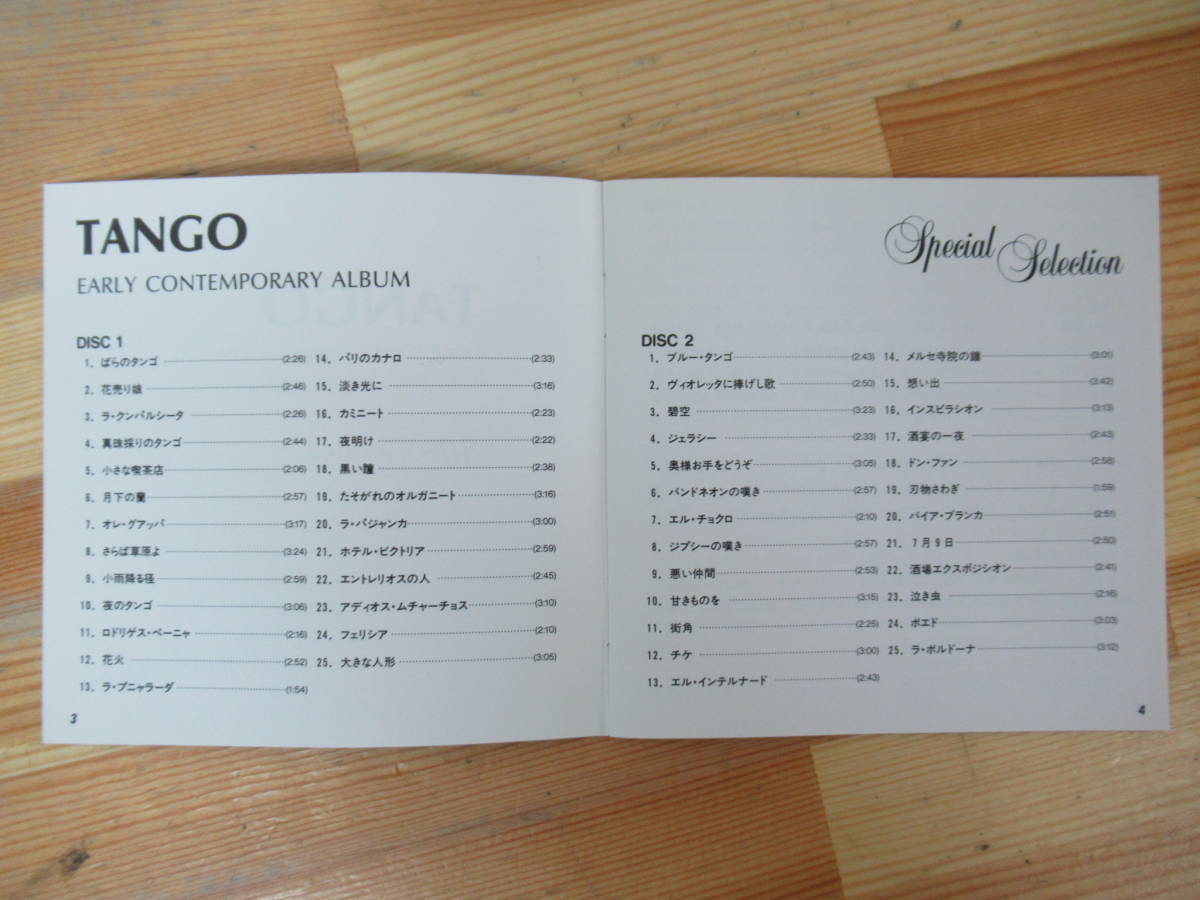 TANGO
EARLY CONTEMPORARY ALBUM
DISC 1
1. ばらのタンゴ (2:26)
2. 花売り娘 (2:46)
3. ラ・クンパルシータ (2:26)
4. 真珠採りのタンゴ (2:44)
5. 小さな喫茶店 (2:06)
6. 月下の蘭 (2:57)
7. オレ・グアッパ (3:17)
8. さらば草原よ (3:24)
9. 小雨降る径 (2:59)
10. 夜のタンゴ (3:06)
11. ロドリゲス・ペーニャ (2:16)
12. 花火 (2:52)
13. ラ・プニャラーダ (1:54)
14. パリのカナロ (2:33)
15. 淡き光に (3:16)
16. カミニート (2:23)
17. 夜明け (2:22)
18. 黒い瞳 (2:38)
19. たそがれのオルガニート (3:16)
20. ラ・パジャンカ (3:00)
21. ホテル・ビクトリア (2:59)
22. エントレリオスの人 (2:45)
23. アディオス・ムチャーチョス (3:10)
24. フェリシア (2:10)
25. 大きな人形 (3:05)
3
Special Selection
DISC 2
1. ブルー・タンゴ (2:43)
2. ヴィオレッタに捧げし歌 (2:50)
3. 碧空 (3:23)
4. ジェラシー (2:33)
5. 奥様お手をどうぞ (3:05)
6. バンドネオンの嘆き (2:57)
7. エル・チョクロ (2:10)
8. ジプシーの嘆き (2:57)
9. 悪い仲間 (2:53)
10. 甘きものを (3:15)
11. 街角 (2:25)
12. チケ (3:00)
13. エル・インテルナード (2:43)
14. メルセ寺院の鐘 (3:01)
15. 想い出 (3:42)
16. インスピラシオン (3:13)
17. 酒宴の一夜 (2:43)
18. ドン・ファン (2:58)
19. 刃物さわぎ (1:59)
20. バイア・ブランカ (2:51)
21. 7月9日 (2:50)
22. 酒場エクスポジシオン (2:41)
23. 泣き虫 (2:16)
24. ボエド (3:03)
25. ラ・ボルドーナ (3:12)
4